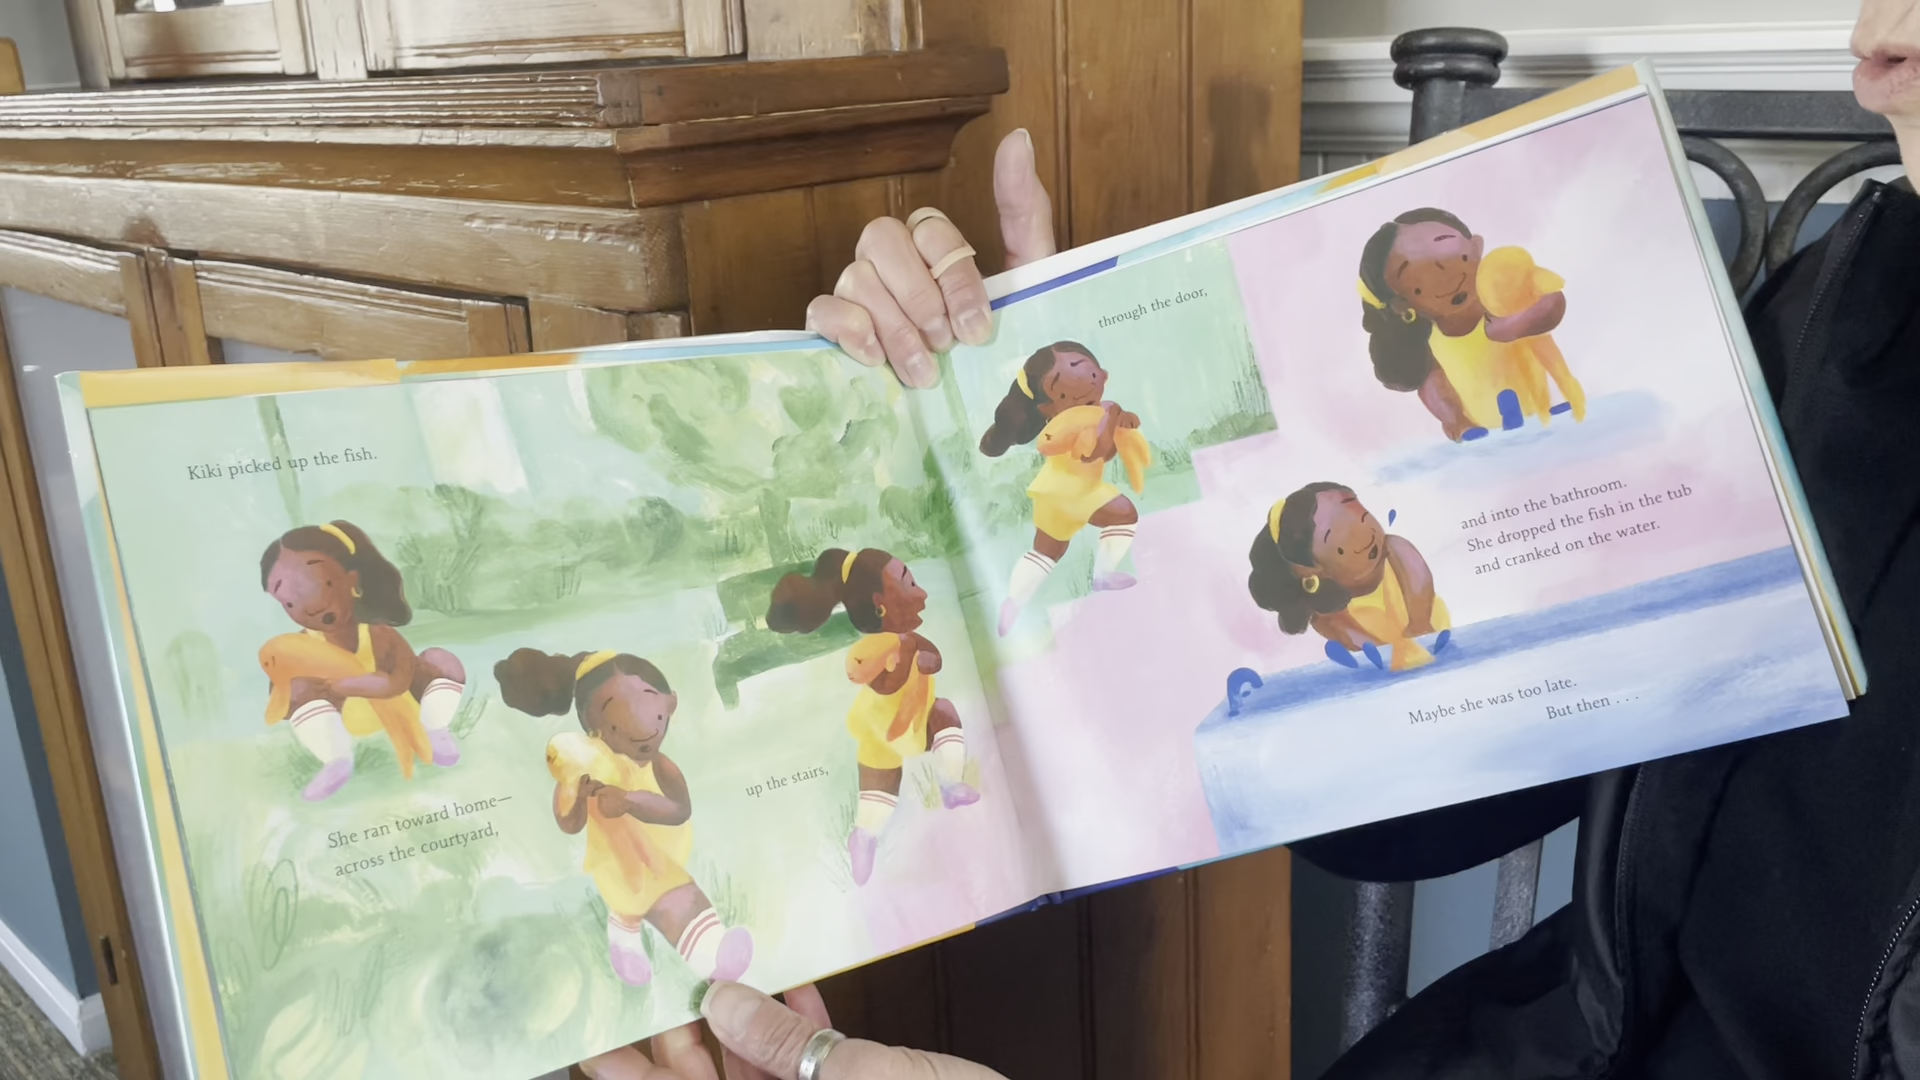 Kiki picked up the fish.
She ran toward home—
across the courtyard,
up the stairs,
through the door,
and into the bathroom.
She dropped the fish in the tub
and cranked on the water.
Maybe she was too late.
But then . . .